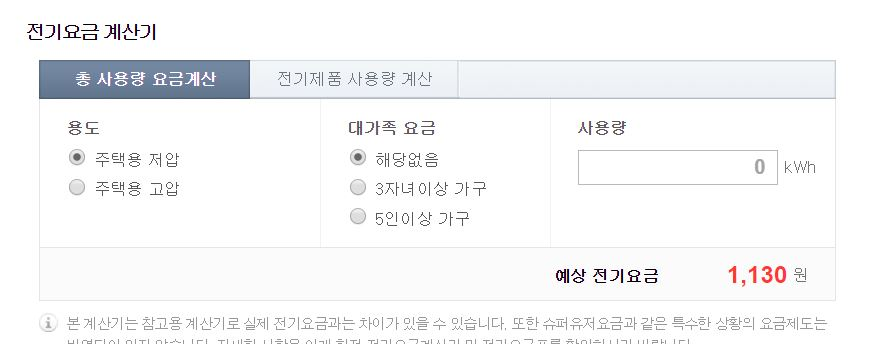 전기요금 계산기
총 사용량 요금계산
전기제품 사용량 계산
용도
대가족 요금
사용량
주택용 저압
해당없음
0 kWh
주택용 고압
3자녀이상 가구
5인이상 가구
예상 전기요금 1,130 원
본 계산기는 참고용 계산기로 실제 전기요금과는 차이가 있을 수 있습니다. 또한 슈퍼유저요금과 같은 특수한 상황의 요금제도는